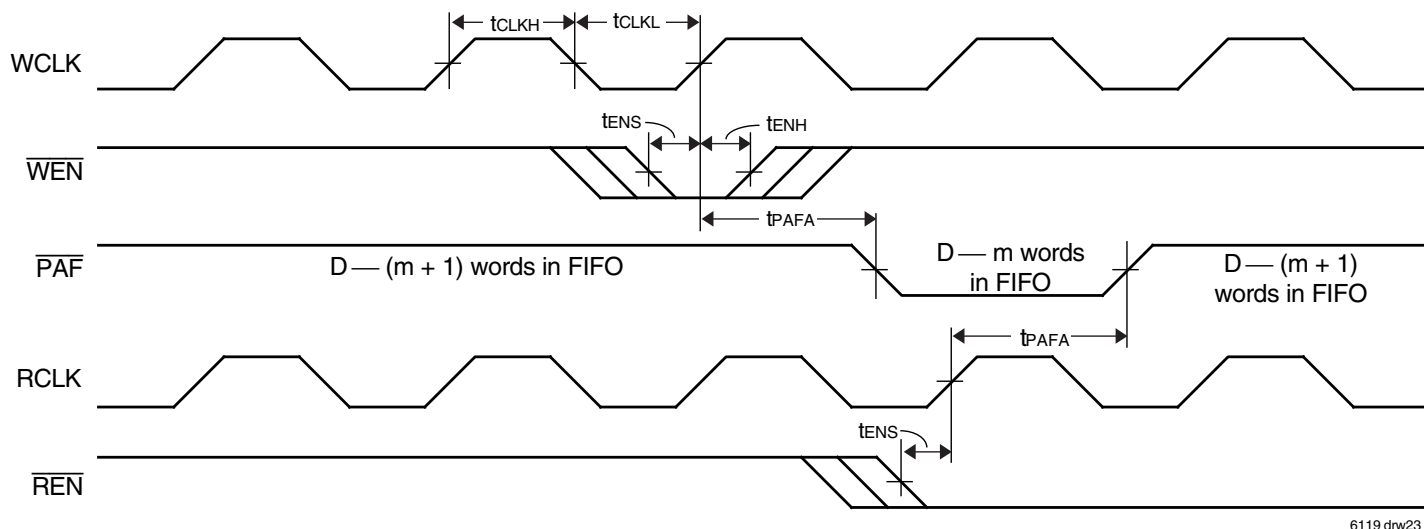 tCLKH
tCLKL
WCLK
tENS
tENH
WEN
tPAFA
PAF
D — (m + 1) words in FIFO
D — m words
in FIFO
D — (m + 1)
words in FIFO
tPAFA
RCLK
tENS
REN
6119 drw23